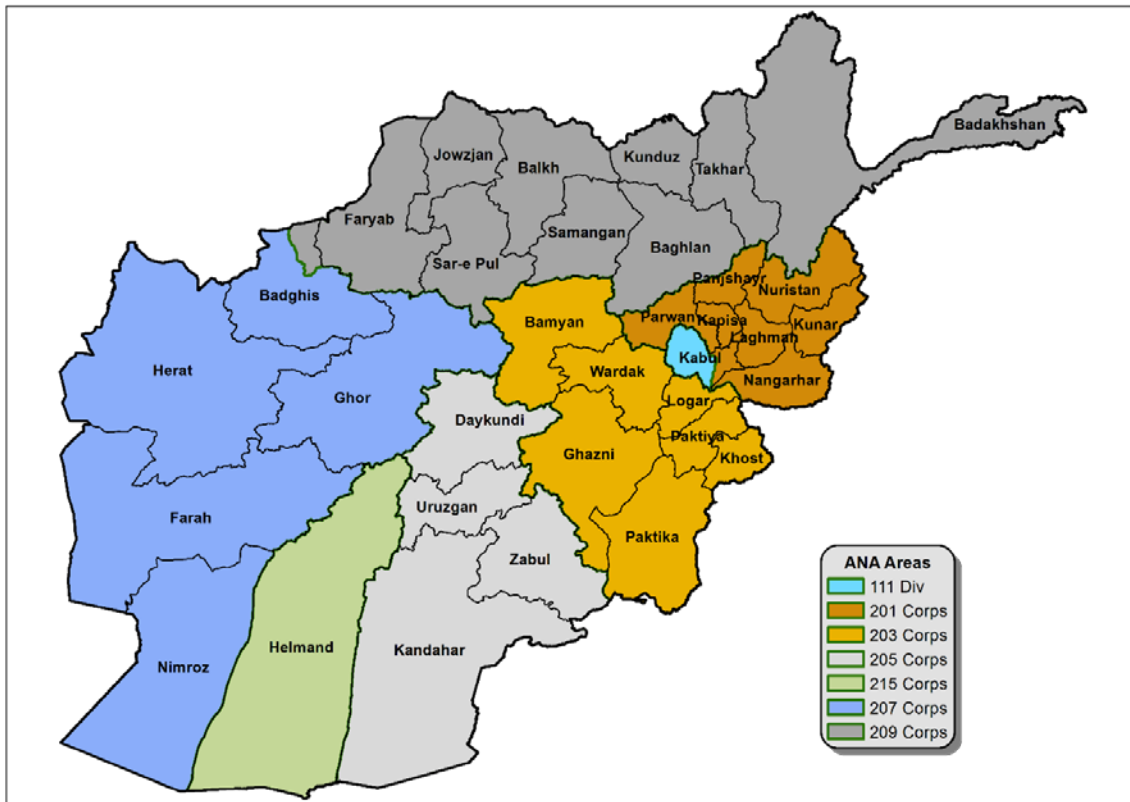 Badakhshan
Jowzjan
Balkh
Kunduz
Takhar
Faryab
Samangan
Baghlan
Sar-e Pul
Panjshayr
Nuristan
Badghis
Bamyan
Parwan
Kapisa
Kunar
Laghman
Kabul
Herat
Wardak
Nangarhar
Ghor
Logar
Daykundi
Paktiya
Ghazni
Khost
Uruzgan
Farah
Paktika
Zabul
Helmand
Kandahar
Nimroz
ANA Areas
111 Div
201 Corps
203 Corps
205 Corps
215 Corps
207 Corps
209 Corps